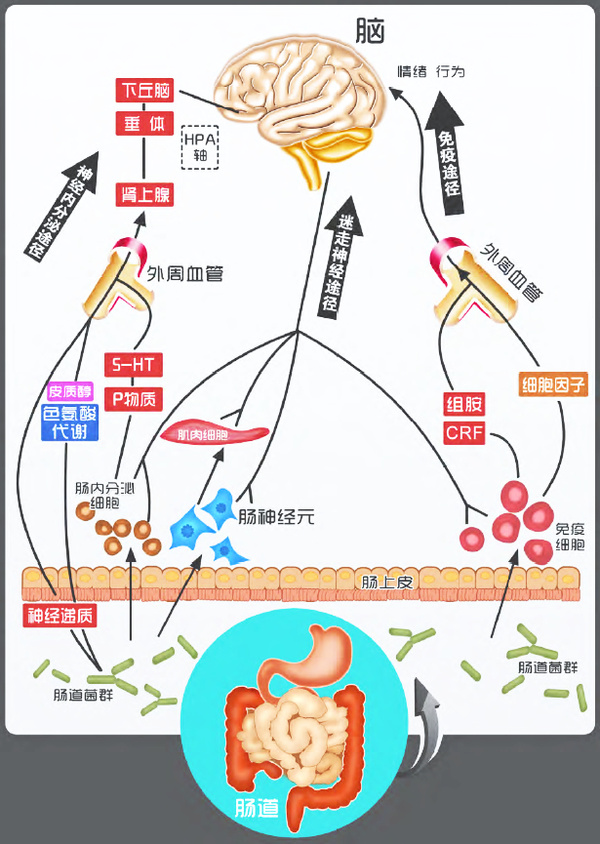 脑
情绪 行为
下丘脑
垂体
HPA
轴
肾上腺
神经内分泌途径
免疫途径
迷走神经途径
外周血管
外周血管
5-HT
P物质
皮质醇
色氨酸
代谢
细胞因子
组胺
CRF
肌肉细胞
肠内分泌
细胞
肠神经元
免疫
细胞
肠上皮
神经递质
肠道菌群
肠道菌群
肠道